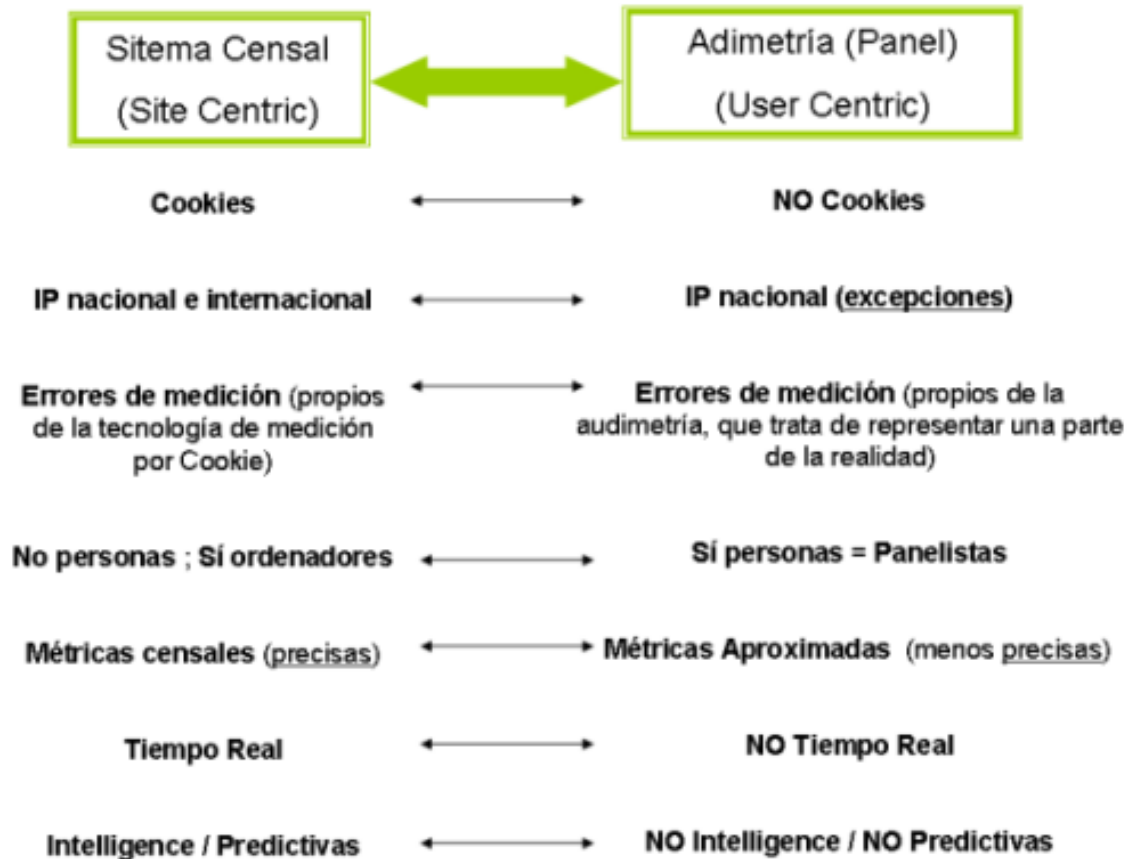 Sitema Censal
(Site Centric)
Adimetría (Panel)
(User Centric)
Cookies
NO Cookies
IP nacional e internacional
IP nacional (excepciones)
Errores de medición (propios
de la tecnología de medición
por Cookie)
Errores de medición (propios de la
audimetría, que trata de representar una parte
de la realidad)
No personas ; Sí ordenadores
Sí personas = Panelistas
Métricas censales (precisas)
Métricas Aproximadas (menos precisas)
Tiempo Real
NO Tiempo Real
Intelligence / Predictivas
NO Intelligence / NO Predictivas